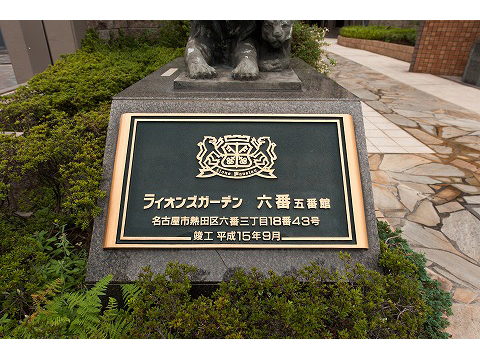 Lions Mansion
ライオンズガーデン 六番五番館
名古屋市熱田区六番三丁目18番43号
竣工 平成15年9月